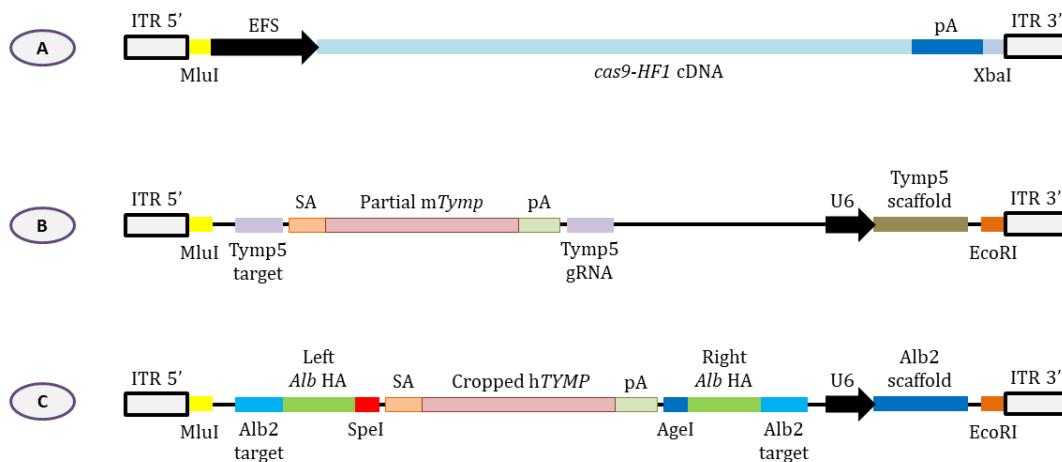 ITR 5’
EFS
pA
ITR 3’
A
MluI
cas9-HF1 cDNA
XbaI
ITR 5’
SA
Partial mTymp
pA
U6
Tymp5
scaffold
ITR 3’
B
MluI
Tymp5
target
Tymp5
gRNA
EcoRI
ITR 5’
Left
Alb HA
SA
Cropped hTYMP
pA
Right
Alb HA
U6
Alb2
scaffold
ITR 3’
C
MluI
Alb2
target
SpeI
AgeI
Alb2
target
EcoRI